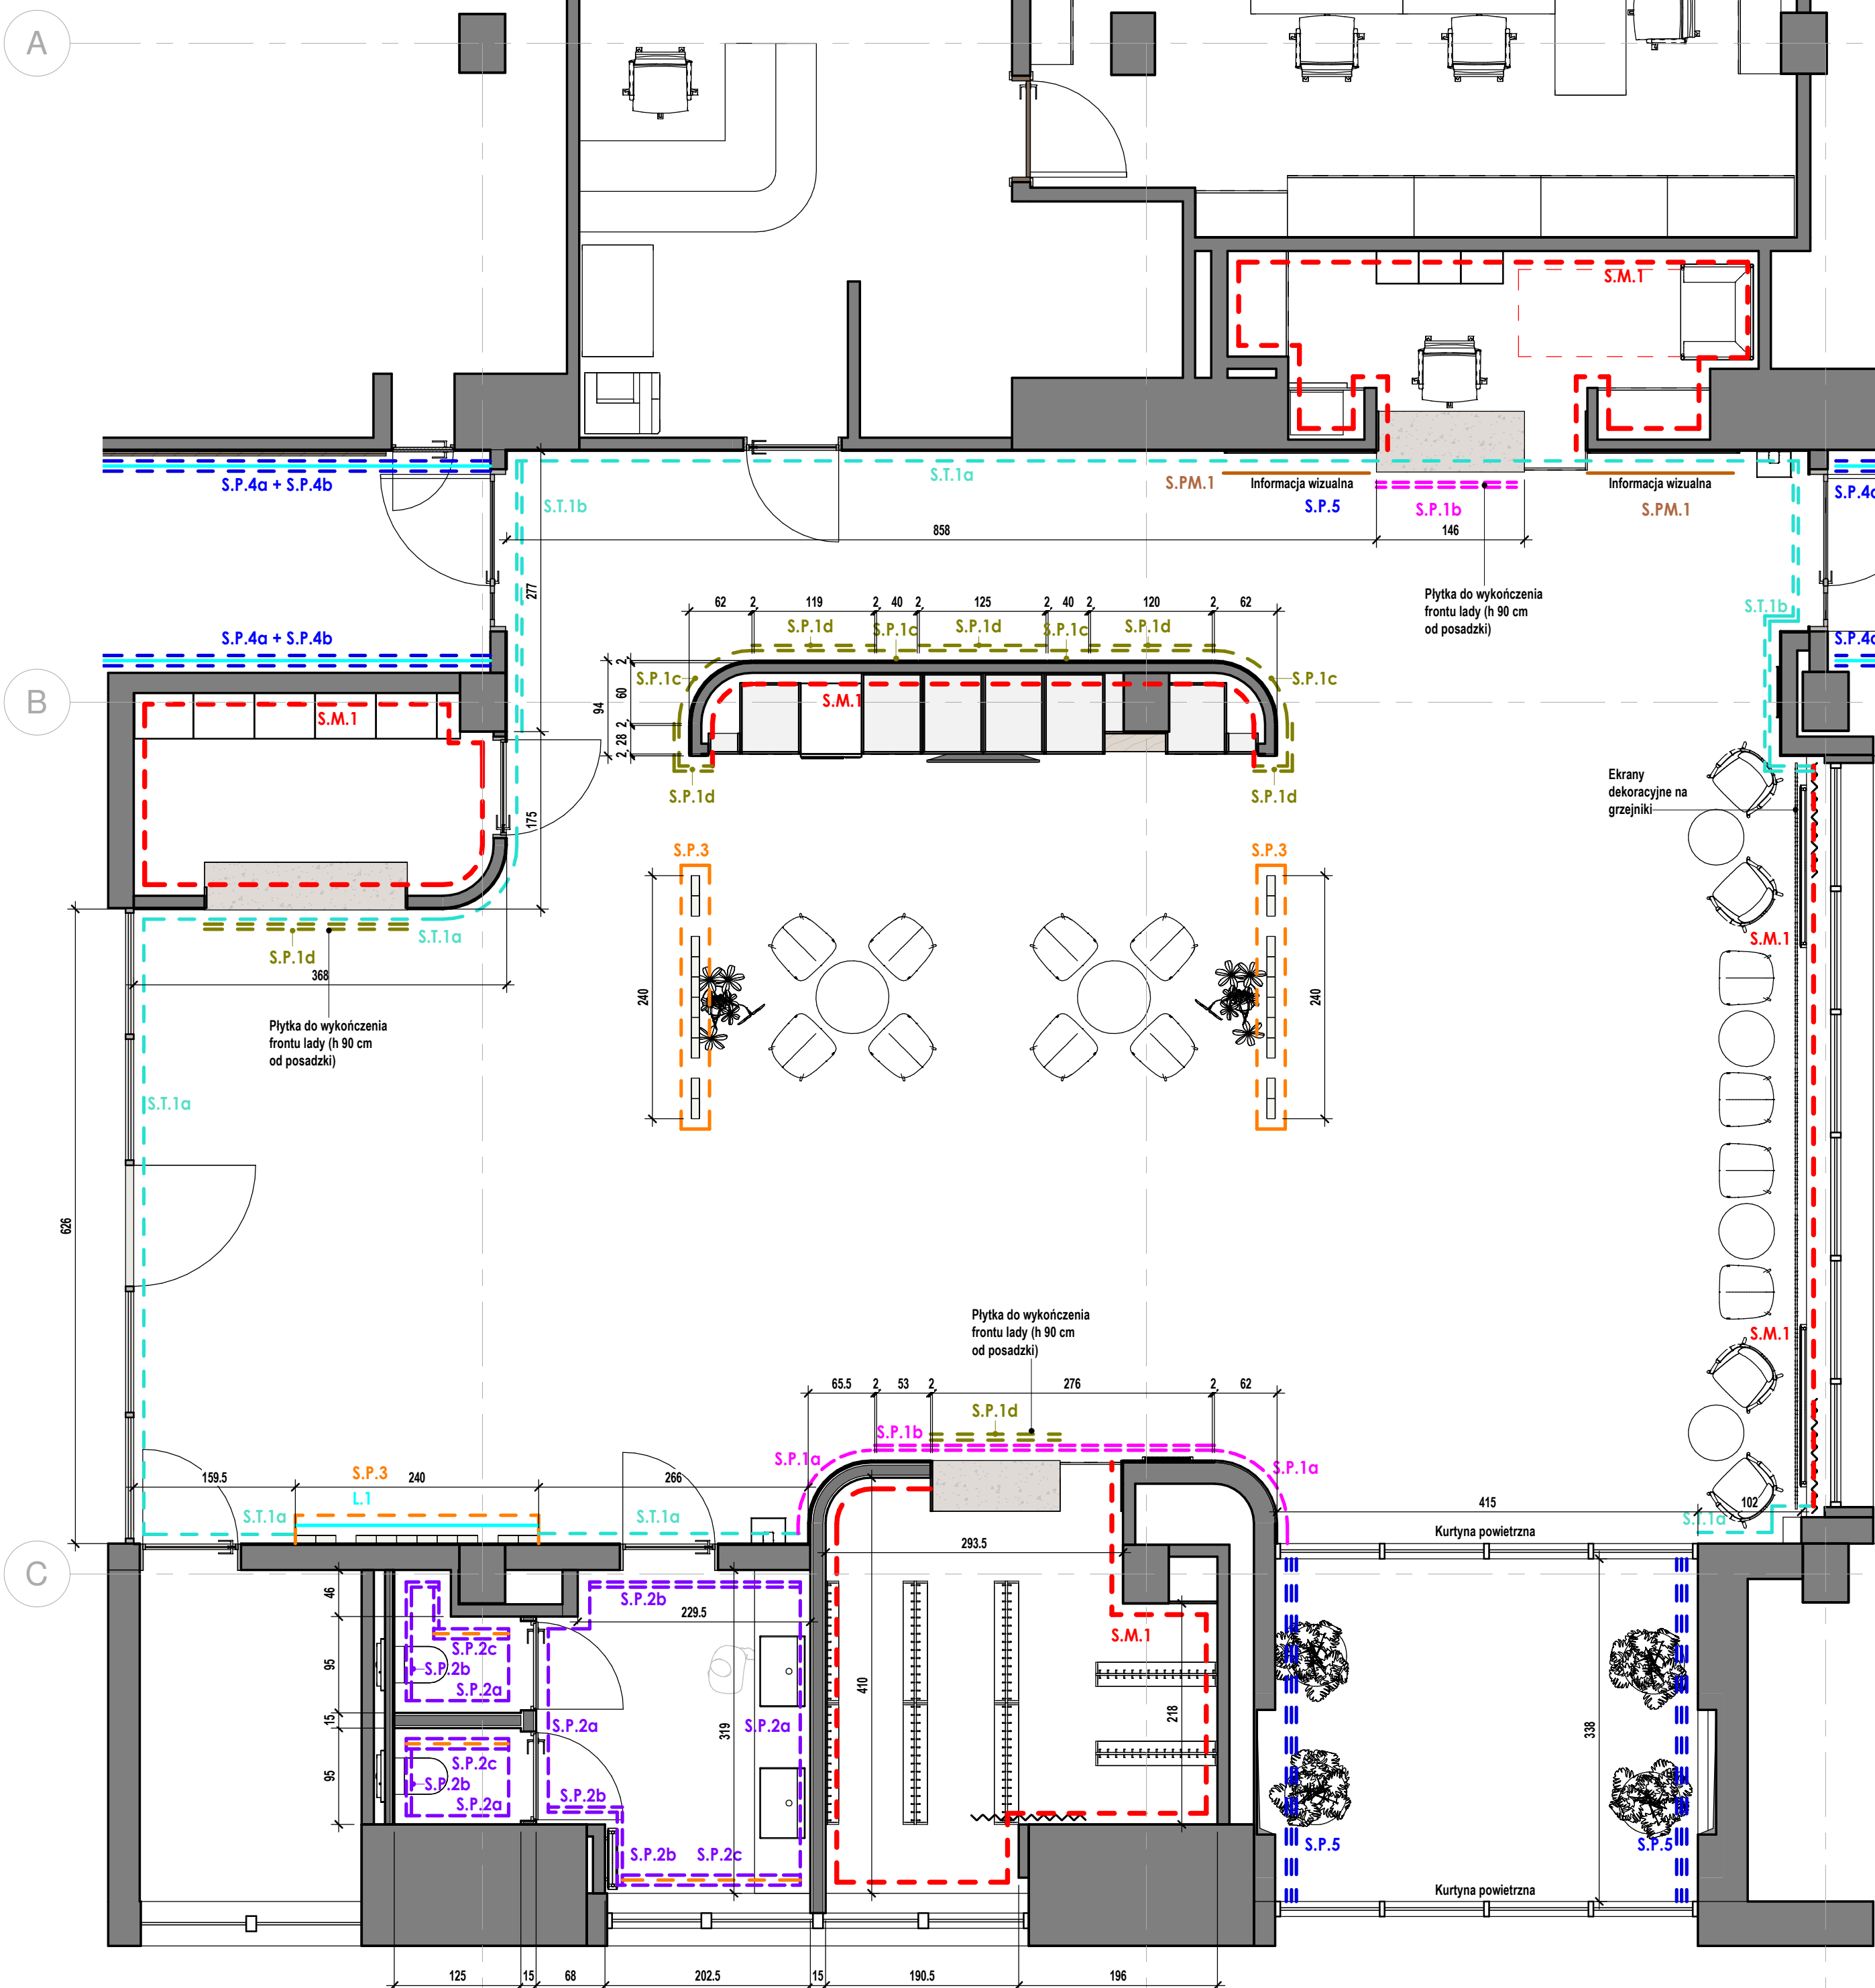 A
S.M.1
S.P.4a + S.P.4b
S.T.1b
S.T.1a
S.PM.1
Informacja wizualna
S.P.5
S.P.1b
Informacja wizualna
S.PM.1
858
146
277
Płytka do wykończenia
frontu lady (h 90 cm
od posadzki)
S.T.1b
62
2
119
2
40
2
125
2
40
2
120
2
62
S.P.1d
S.P.1c
S.P.1d
S.P.1c
S.P.1d
S.P.4a + S.P.4b
B
S.M.1
94
2
60
2
28
2
S.P.1c
S.M.1
S.P.1c
S.P.1d
S.P.1d
175
Ekrany
dekoracyjne na
grzejniki
S.P.3
S.P.3
S.T.1a
S.P.1d
368
S.M.1
240
240
Płytka do wykończenia
frontu lady (h 90 cm
od posadzki)
S.T.1a
626
Płytka do wykończenia
frontu lady (h 90 cm
od posadzki)
S.M.1
65.5
2
53
2
276
2
62
S.P.1d
S.P.1b
S.P.1a
S.P.1a
159.5
S.P.3
240
266
L.1
S.T.1a
S.T.1a
415
102
S.T.1a
Kurtyna powietrzna
C
293.5
46
S.P.2b
229.5
S.P.2c
S.P.2b
S.P.2a
95
S.M.1
410
218
338
15
S.P.2a
319
S.P.2a
S.P.2c
S.P.2b
S.P.2a
95
S.P.2b
S.P.2b
S.P.2c
S.P.5
S.P.5
Kurtyna powietrzna
125
15
68
202.5
15
190.5
196